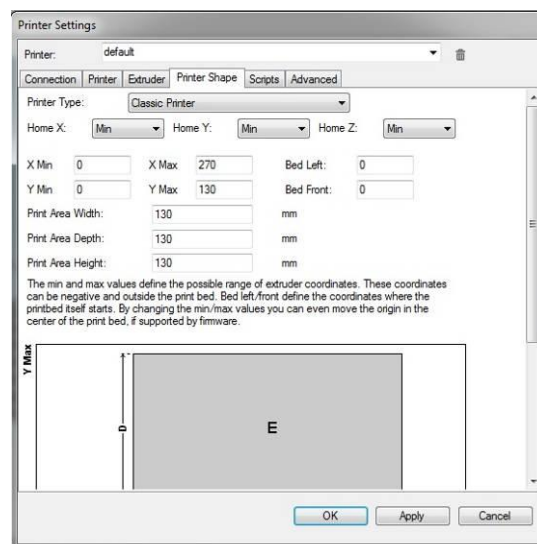 Printer Settings
Printer: default
Connection Printer Extruder Printer Shape Scripts Advanced
Printer Type: Classic Printer
Home X: Min Home Y: Min Home Z: Min
X Min 0 X Max 270 Bed Left: 0
Y Min 0 Y Max 130 Bed Front: 0
Print Area Width: 130 mm
Print Area Depth: 130 mm
Print Area Height: 130 mm
The min and max values define the possible range of extruder coordinates. These coordinates
can be negative and outside the print bed. Bed left/front define the coordinates where the
printbed itself starts. By changing the min/max values you can even move the origin in the
center of the print bed, if supported by firmware.
Y Max
D
E
OK Apply Cancel